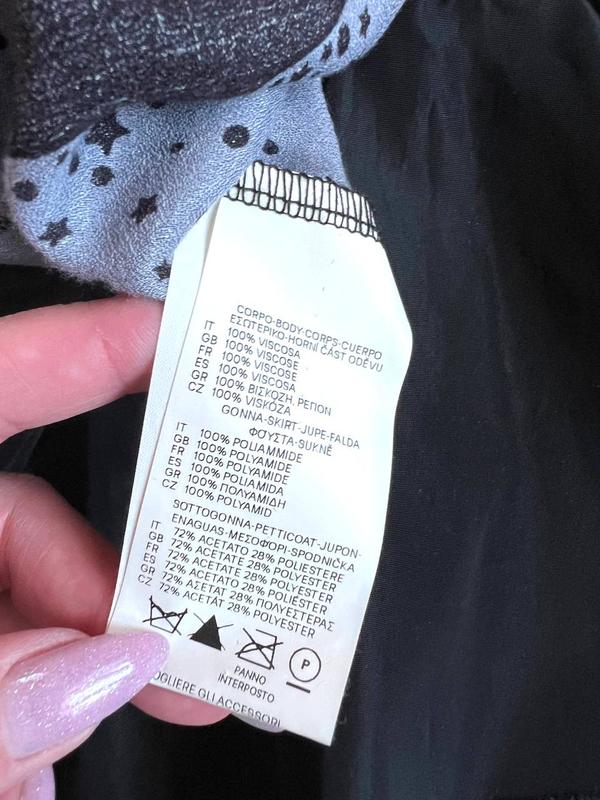 CORPO-BODY-CORPS-CUERPO
ΕΣΩΤΕΡΙΚΟ-HORNÍ ČÁST ODĚVU
IT 100% VISCOSA
GB 100% VISCOSE
FR 100% VISCOSE
ES 100% VISCOSA
GR 100% ΒΙΣΚΟΖΗ, ΡΕΠΟΝ
CZ 100% VISKÓZA
GONNA-SKIRT-JUPE-FALDA
ΦΟΥΣΤΑ-SUKNĚ
IT 100% POLIAMMIDE
GB 100% POLYAMIDE
FR 100% POLYAMIDE
ES 100% POLIAMIDA
GR 100% ΠΟΛΥΑΜΙΔΗ
CZ 100% POLYAMID
SOTTOGONNA-PETTICOAT-JUPON-
ENAGUAS-ΜΕΣΟΦΟΡΙ-SPODNIČKA
IT 72% ACETATO 28% POLIESTERE
GB 72% ACETATE 28% POLYESTER
FR 72% ACETATE 28% POLYESTER
ES 72% ACETATO 28% POLIÉSTER
GR 72% ΑΣΕΤΑΤ 28% ΠΟΛΥΕΣΤΕΡΑΣ
CZ 72% ACETÁT 28% POLYESTER
P
PANNO
INTERPOSTO
GLI ACCESSORI